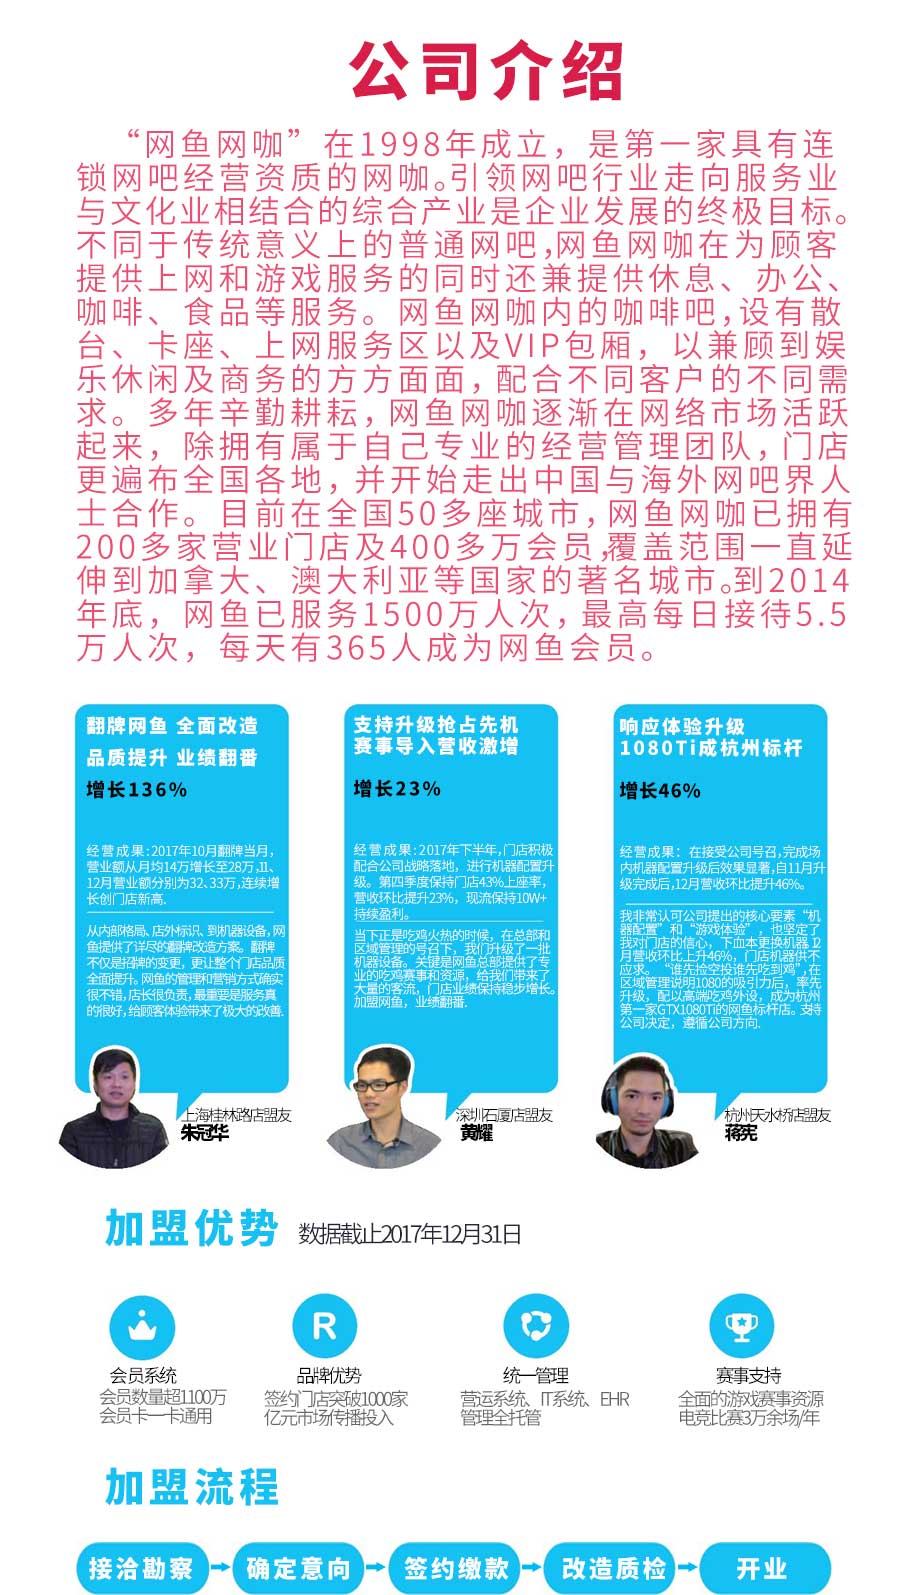 公司介绍
“网鱼网咖”在1998年成立，是第一家具有连
锁网吧经营资质的网咖。引领网吧行业走向服务业
与文化业相结合的综合产业是企业发展的终极目标。
不同于传统意义上的普通网吧,网鱼网咖在为顾客
提供上网和游戏服务的同时还兼提供休息、办公、
咖啡、食品等服务。网鱼网咖内的咖啡吧,设有散
台、卡座、上网服务区以及VIP包厢，以兼顾到娱
乐休闲及商务的方方面面，配合不同客户的不同需
求。多年辛勤耕耘，网鱼网咖逐渐在网络市场活跃
起来，除拥有属于自己专业的经营管理团队，门店
更遍布全国各地，并开始走出中国与海外网吧界人
士合作。目前在全国50多座城市，网鱼网咖已拥有
200多家营业门店及400多万会员,覆盖范围一直延
伸到加拿大、澳大利亚等国家的著名城市。到2014
年底，网鱼已服务1500万人次，最高每日接待5.5
万人次，每天有365人成为网鱼会员。
翻牌网鱼 全面改造
品质提升 业绩翻番
增长136%
经营成果:2017年10月翻牌当月，
营业额从月均14万增长至28万,11、
12月营业额分别为32、33万,连续增
长创门店新高.
从内部格局、店外标识、到机器设备,网
鱼提供了详尽的翻牌改造方案。翻牌
不仅是招牌的变更，更让整个门店品质
全面提升。网鱼的管理和营销方式确实
很不错,店长很负责,最重要是服务真
的很好,给顾客体验带来了极大的改善.
上海桂林路店盟友
朱冠华
支持升级抢占先机
赛事导入营收激增
增长23%
经营成果:2017年下半年,门店积极
配合公司战略落地，进行机器配置升
级。第四季度保持门店43%上座率，
营收环比提升23%，现流保持10W+
持续盈利。
当下正是吃鸡火热的时候，在总部和
区域管理的号召下，我们升级了一批
机器设备。关键是网鱼总部提供了专
业的吃鸡赛事和资源，给我们带来了
大量的客流，门店业绩保持稳步增长。
加盟网鱼，业绩翻番.
深圳石厦店盟友
黄耀
响应体验升级
1080Ti成杭州标杆
增长46%
经营成果：在接受公司号召,完成场
内机器配置升级后效果显著,自11月升
级完成后,12月营收环比提升46%。
我非常认可公司提出的核心要素“机
器配置”和“游戏体验”，也坚定了
我对门店的信心，下血本更换机器 12
月营收环比上升46%，门店机器供不
应求。“谁先捡空投谁先吃到鸡”,在
区域管理说明1080的吸引力后，率先
升级，配以高端吃鸡外设，成为杭州
第一家GTX1080Ti的网鱼标杆店。支持
公司决定，遵循公司方向.
杭州天水桥店盟友
蒋宪
加盟优势 数据截止2017年12月31日
会员系统
会员数量超1100万
会员卡一卡通用
R
品牌优势
签约门店突破1000家
亿元市场传播投入
统一管理
营运系统、IT系统、EHR
管理全托管
赛事支持
全面的游戏赛事资源
电竞比赛3万余场/年
加盟流程
接洽勘察
确定意向
签约缴款
改造质检
开业